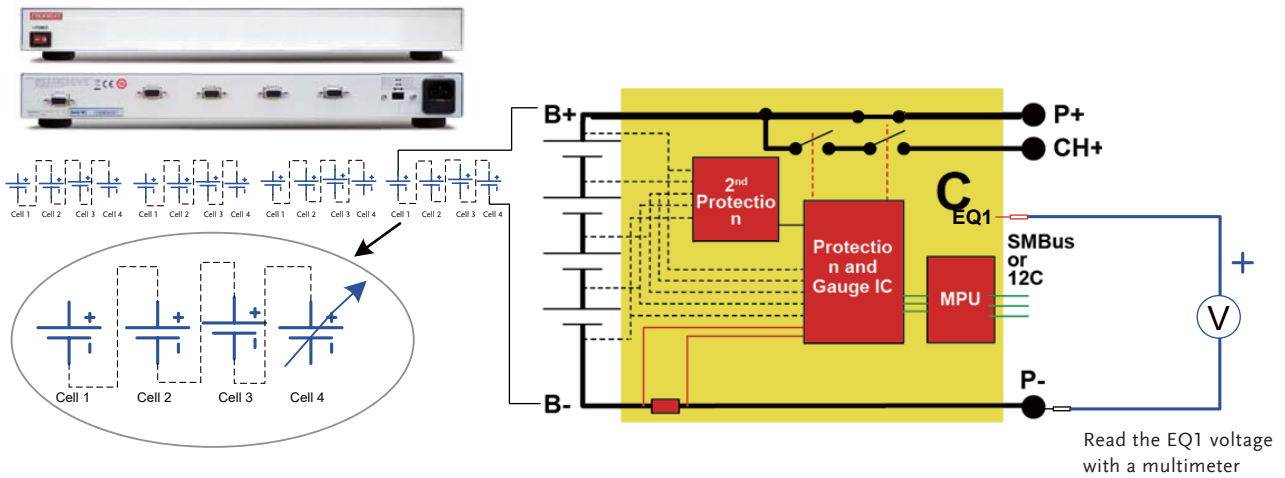 PRODIGIT
POWER
CE
Cell 1 Cell 2 Cell 3 Cell 4
Cell 1 Cell 2 Cell 3 Cell 4
Cell 1 Cell 2 Cell 3 Cell 4
Cell 1 Cell 2 Cell 3 Cell 4
Cell 1 Cell 2 Cell 3 Cell 4
B+
B-
2nd
Protectio
n
Protectio
n and
Gauge IC
MPU
P+
CH+
C
EQ1
SMBus
or
12C
P-
+
V
Read the EQ1 voltage
with a multimeter